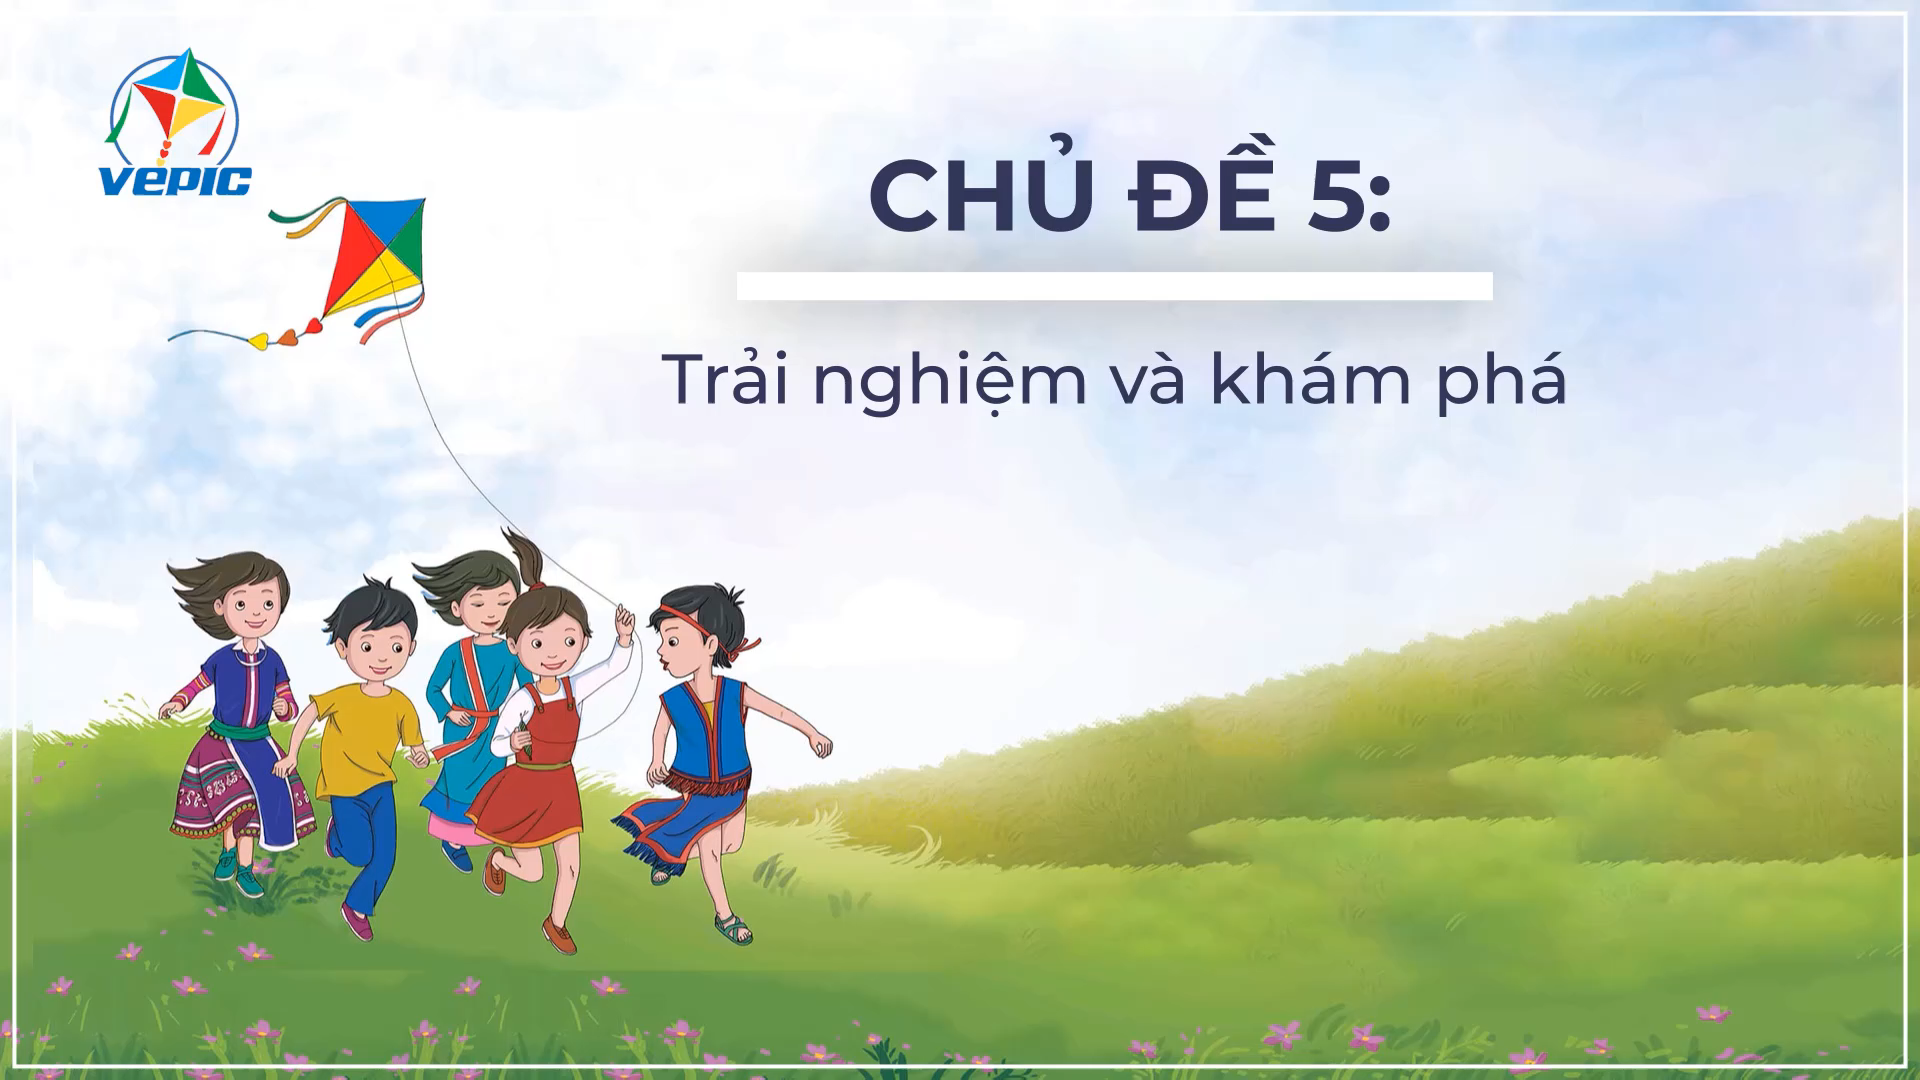 VEPIC
CHỦ ĐỀ 5:
Trải nghiệm và khám phá